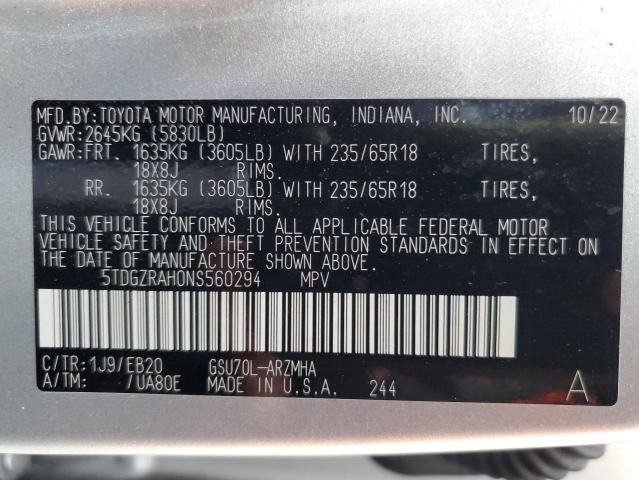 MFD.BY:TOYOTA MOTOR MANUFACTURING, INDIANA, INC. 10/22
GVWR:2645KG (5830LB)
GAWR:FRT. 1635KG (3605LB) WITH 235/65R18 TIRES,
18X8J RIMS.
RR. 1635KG (3605LB) WITH 235/65R18 TIRES,
18X8J RIMS.
THIS VEHICLE CONFORMS TO ALL APPLICABLE FEDERAL MOTOR
VEHICLE SAFETY AND THEFT PREVENTION STANDARDS IN EFFECT ON
THE DATE OF MANUFACTURE SHOWN ABOVE.
5TDGZRAH0NS560294 MPV
C/TR:1J9/EB20 GSU70L-ARZMHA
A/TM: /UA80E MADE IN U.S.A. 244 A